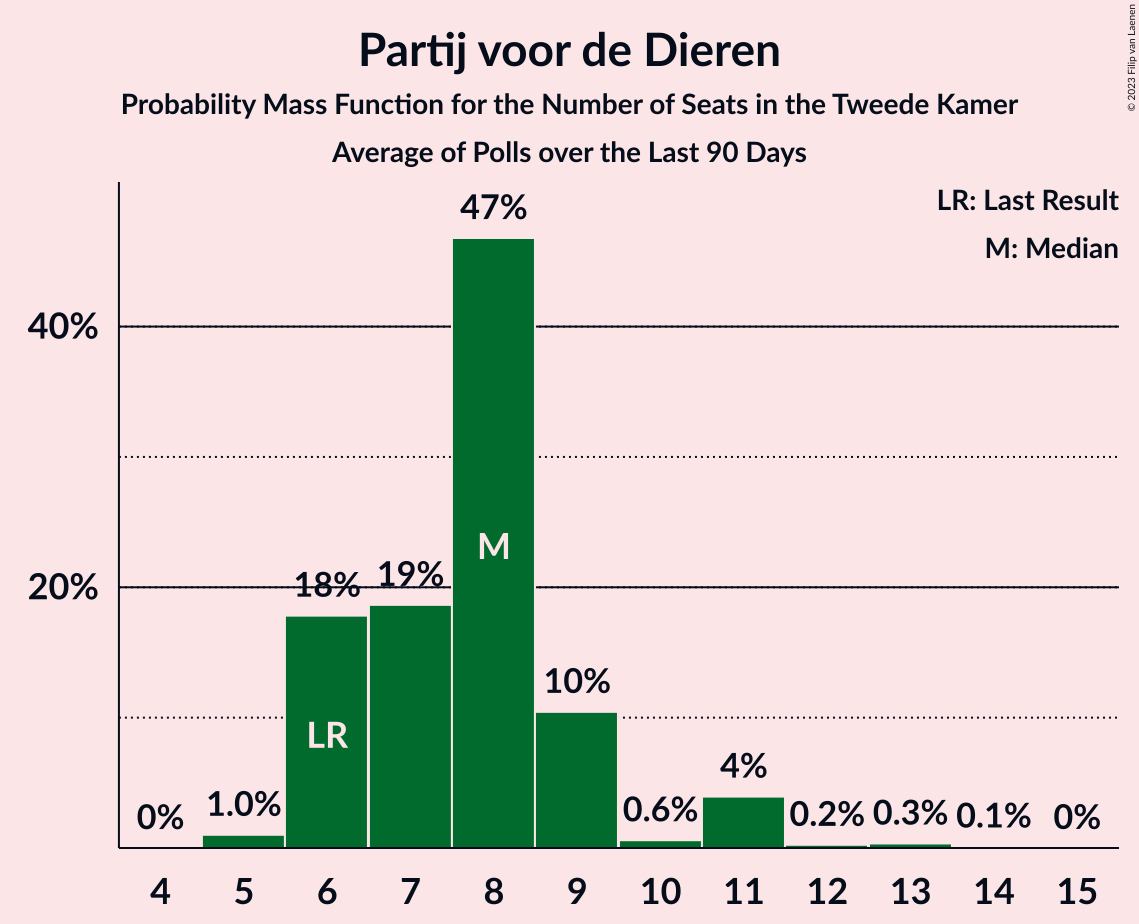 Partij voor de Dieren
Probability Mass Function for the Number of Seats in the Tweede Kamer
Average of Polls over the Last 90 Days
© 2023 Filip van Laenen
LR: Last Result
M: Median
47%
40%
M
20%
18%
19%
10%
LR
4%
0%
1.0%
0.6%
0.2%
0.3%
0.1%
0%
4 5 6 7 8 9 10 11 12 13 14 15